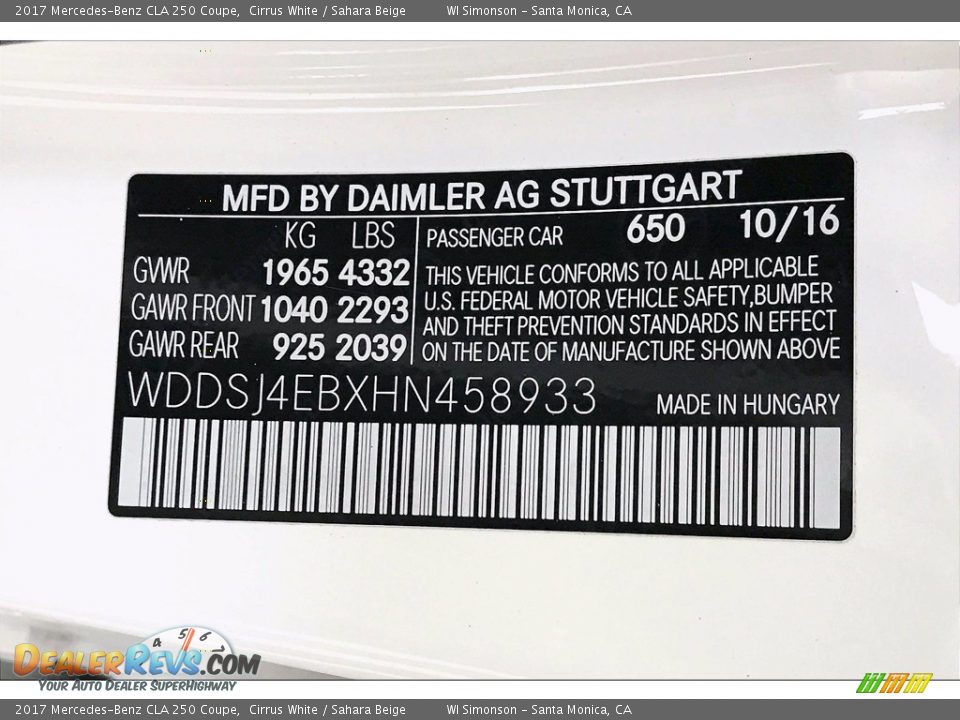 2017 Mercedes-Benz CLA 250 Coupe, Cirrus White / Sahara Beige WI Simonson - Santa Monica, CA
MFD BY DAIMLER AG STUTTGART
KG LBS
GVWR 1965 4332
GAWR FRONT 1040 2293
GAWR REAR 925 2039
PASSENGER CAR 650 10/16
THIS VEHICLE CONFORMS TO ALL APPLICABLE
U.S. FEDERAL MOTOR VEHICLE SAFETY,BUMPER
AND THEFT PREVENTION STANDARDS IN EFFECT
ON THE DATE OF MANUFACTURE SHOWN ABOVE
WDDSJ4EBXHN458933
MADE IN HUNGARY
4 5 6 7
DealerRevs.com
Your Auto Dealer SuperHighway
2017 Mercedes-Benz CLA 250 Coupe, Cirrus White / Sahara Beige WI Simonson - Santa Monica, CA